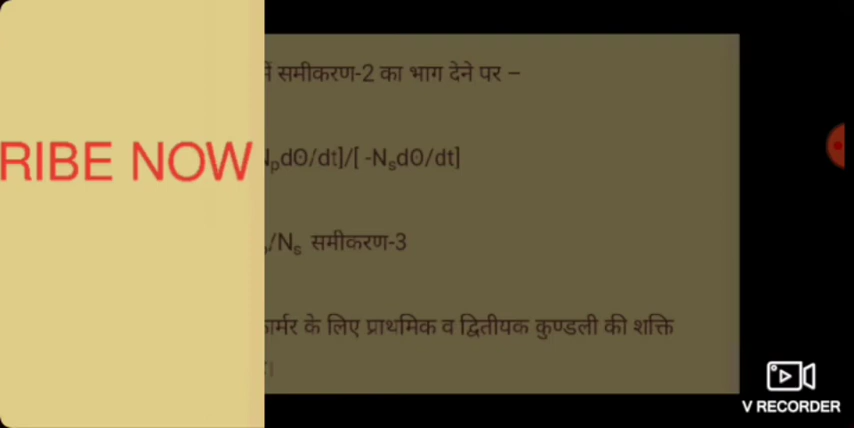 RIBE NOW
समीकरण-2 का भाग देने पर –
dΘ/dt]/[ -NsdΘ/dt]
/Ns समीकरण-3
के लिए प्राथमिक व द्वितीयक कुण्डली की शक्ति
V RECORDER